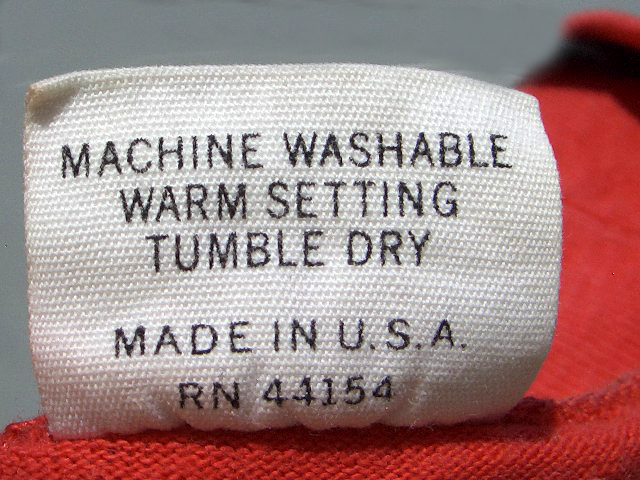 MACHINE WASHABLE
WARM SETTING
TUMBLE DRY
MADE IN U.S.A.
RN 44154